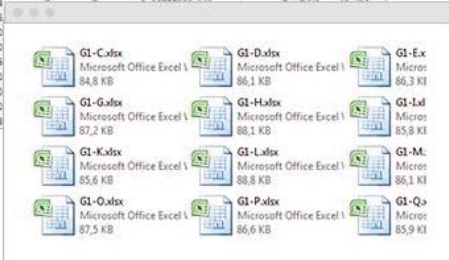 G1-C.xlsx
Microsoft Office Excel \
84,8 KB
G1-D.xlsx
Microsoft Office Excel \
86,1 KB
G1-E.x
Micros
86,3 KI
G1-G.xlsx
Microsoft Office Excel \
87,2 KB
G1-H.xlsx
Microsoft Office Excel \
88,1 KB
G1-I.xl
Micros
85,8 KI
G1-K.xlsx
Microsoft Office Excel \
85,6 KB
G1-L.xlsx
Microsoft Office Excel \
88,8 KB
G1-M.
Micros
86,1 KI
G1-O.xlsx
Microsoft Office Excel \
87,5 KB
G1-P.xlsx
Microsoft Office Excel \
86,6 KB
G1-Q.x
Micros
85,9 KI